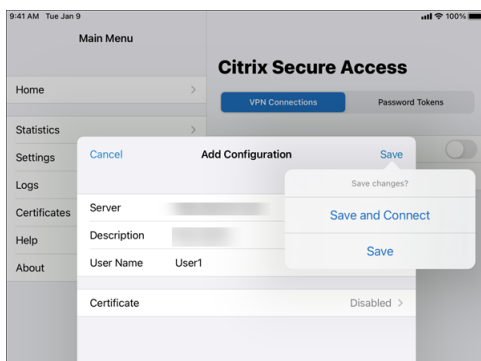 9:41 AM Tue Jan 9
100%
Main Menu
Citrix Secure Access
Home
VPN Connections
Password Tokens
Statistics
Settings
Logs
Certificates
Help
About
Cancel
Add Configuration
Save
Save changes?
Save and Connect
Save
Server
Description
User Name User1
Certificate Disabled